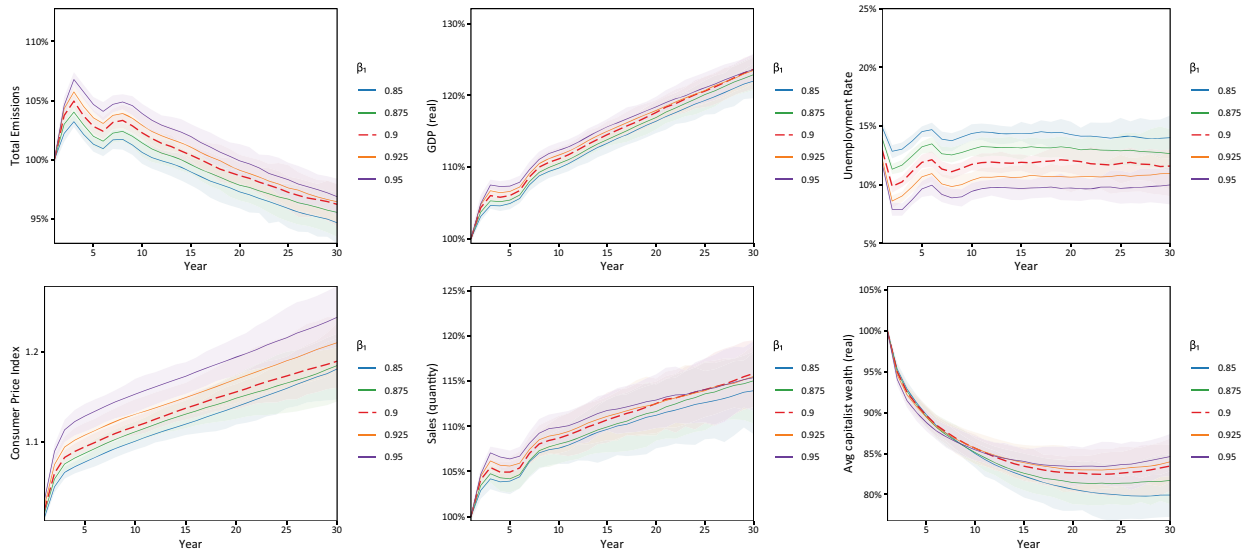 Total Emissions
110%
105%
100%
95%
5 10 15 20 25 30
Year
β₁
0.85
0.875
0.9
0.925
0.95
GDP (real)
130%
120%
110%
100%
5 10 15 20 25 30
Year
β₁
0.85
0.875
0.9
0.925
0.95
Unemployment Rate
25%
20%
15%
10%
5%
5 10 15 20 25 30
Year
β₁
0.85
0.875
0.9
0.925
0.95
Consumer Price Index
1.2
1.1
5 10 15 20 25 30
Year
β₁
0.85
0.875
0.9
0.925
0.95
Sales (quantity)
125%
120%
115%
110%
105%
100%
5 10 15 20 25 30
Year
β₁
0.85
0.875
0.9
0.925
0.95
Avg capitalist wealth (real)
105%
100%
95%
90%
85%
80%
5 10 15 20 25 30
Year
β₁
0.85
0.875
0.9
0.925
0.95